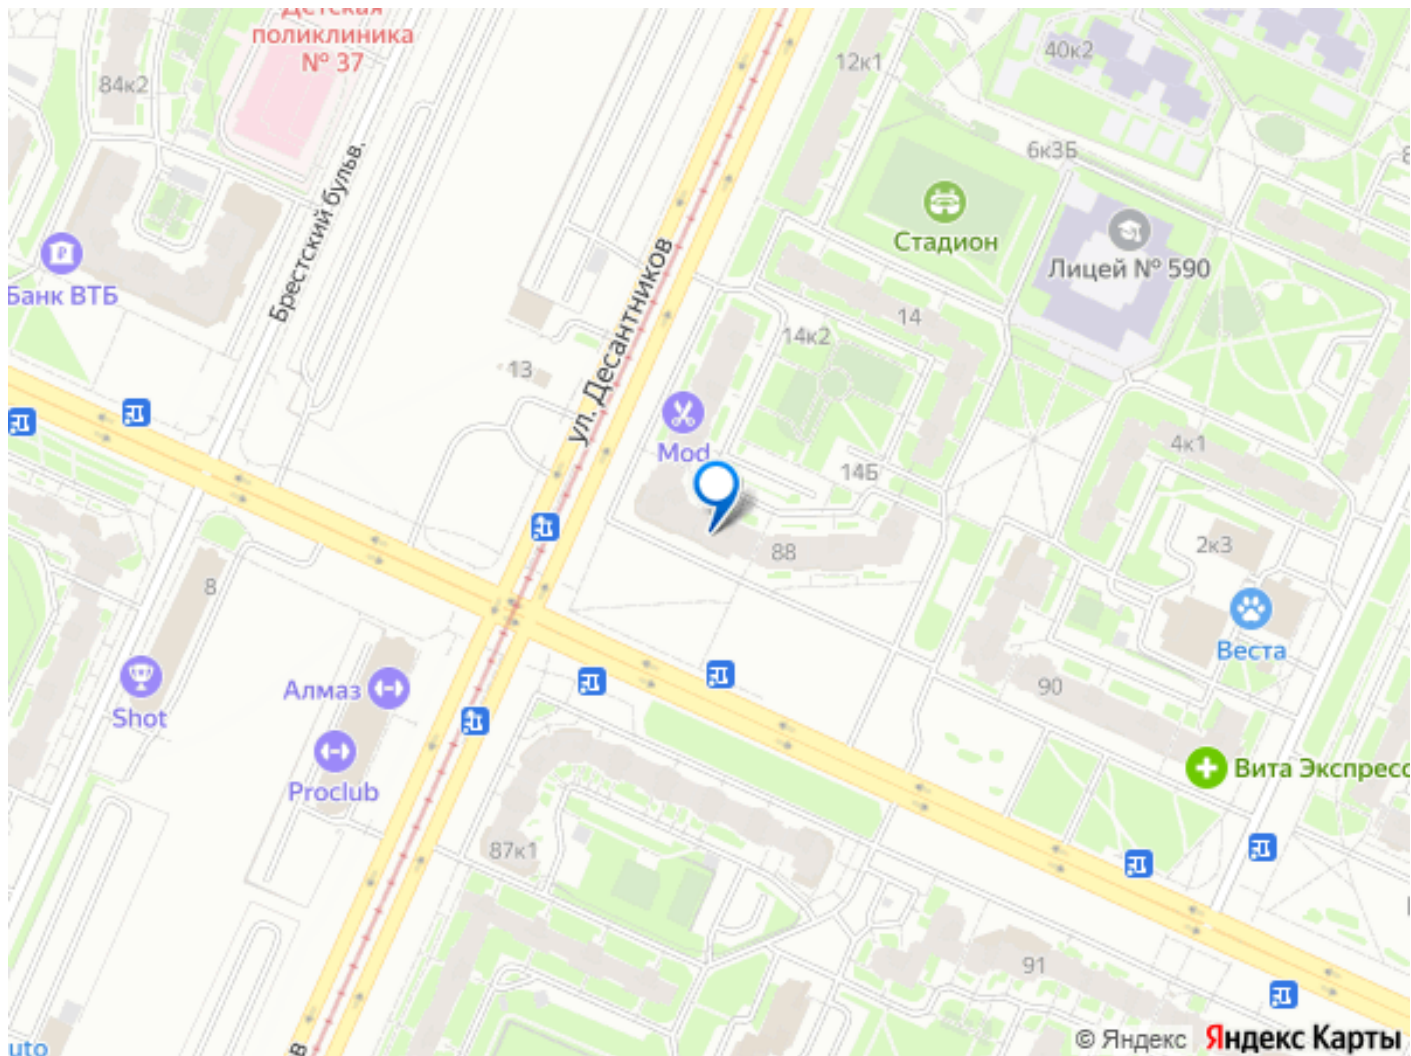 Детская
поликлиника
№ 37
84к2
Брестский бульв.
Банк ВТБ
12к1
40к2
6к3Б
Стадион
Лицей № 590
ул. Десантников
14
14к2
13
Mod
14Б
4к1
88
2к3
8
Веста
Алмаз
90
Shot
Proclub
Вита Экспресс
87к1
91
uto
в
© Яндекс Яндекс Карты